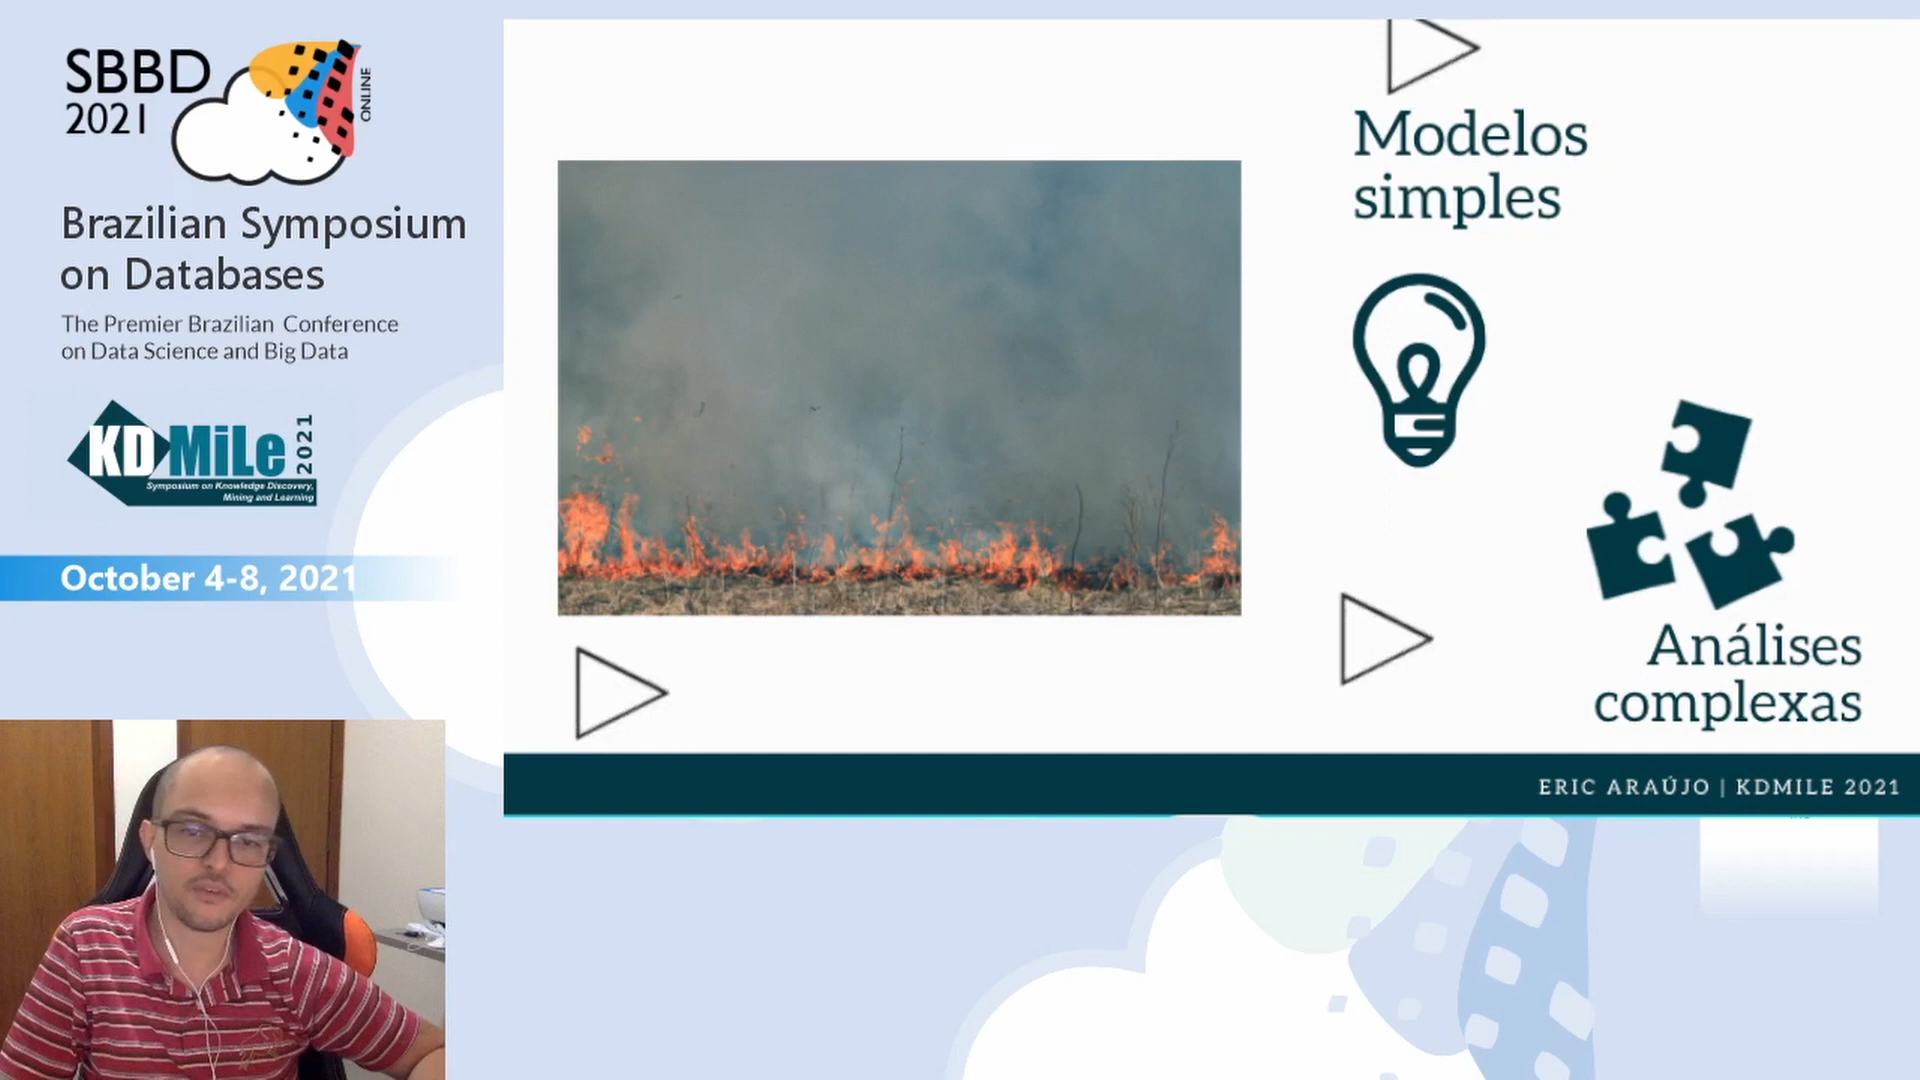 SBBD
2021
ONLINE
Brazilian Symposium
on Databases
The Premier Brazilian Conference
on Data Science and Big Data
KDMiLe 2021
Symposium on Knowledge Discovery,
Mining and Learning
October 4-8, 2021
Modelos
simples
Análises
complexas
ERIC ARAÚJO | KDMILE 2021